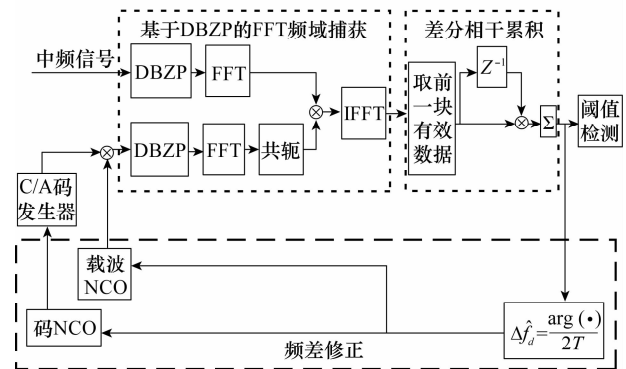 基于DBZP的FFT频域捕获
差分相干累积
中频信号
DBZP
FFT
⊗
IFFT
取前
一块
有效
数据
Z⁻¹
⊗
Σ
阈值
检测
⊗
DBZP
FFT
共轭
C/A码
发生器
载波
NCO
码NCO
频差修正
Δf̂_d = arg(•)/2T